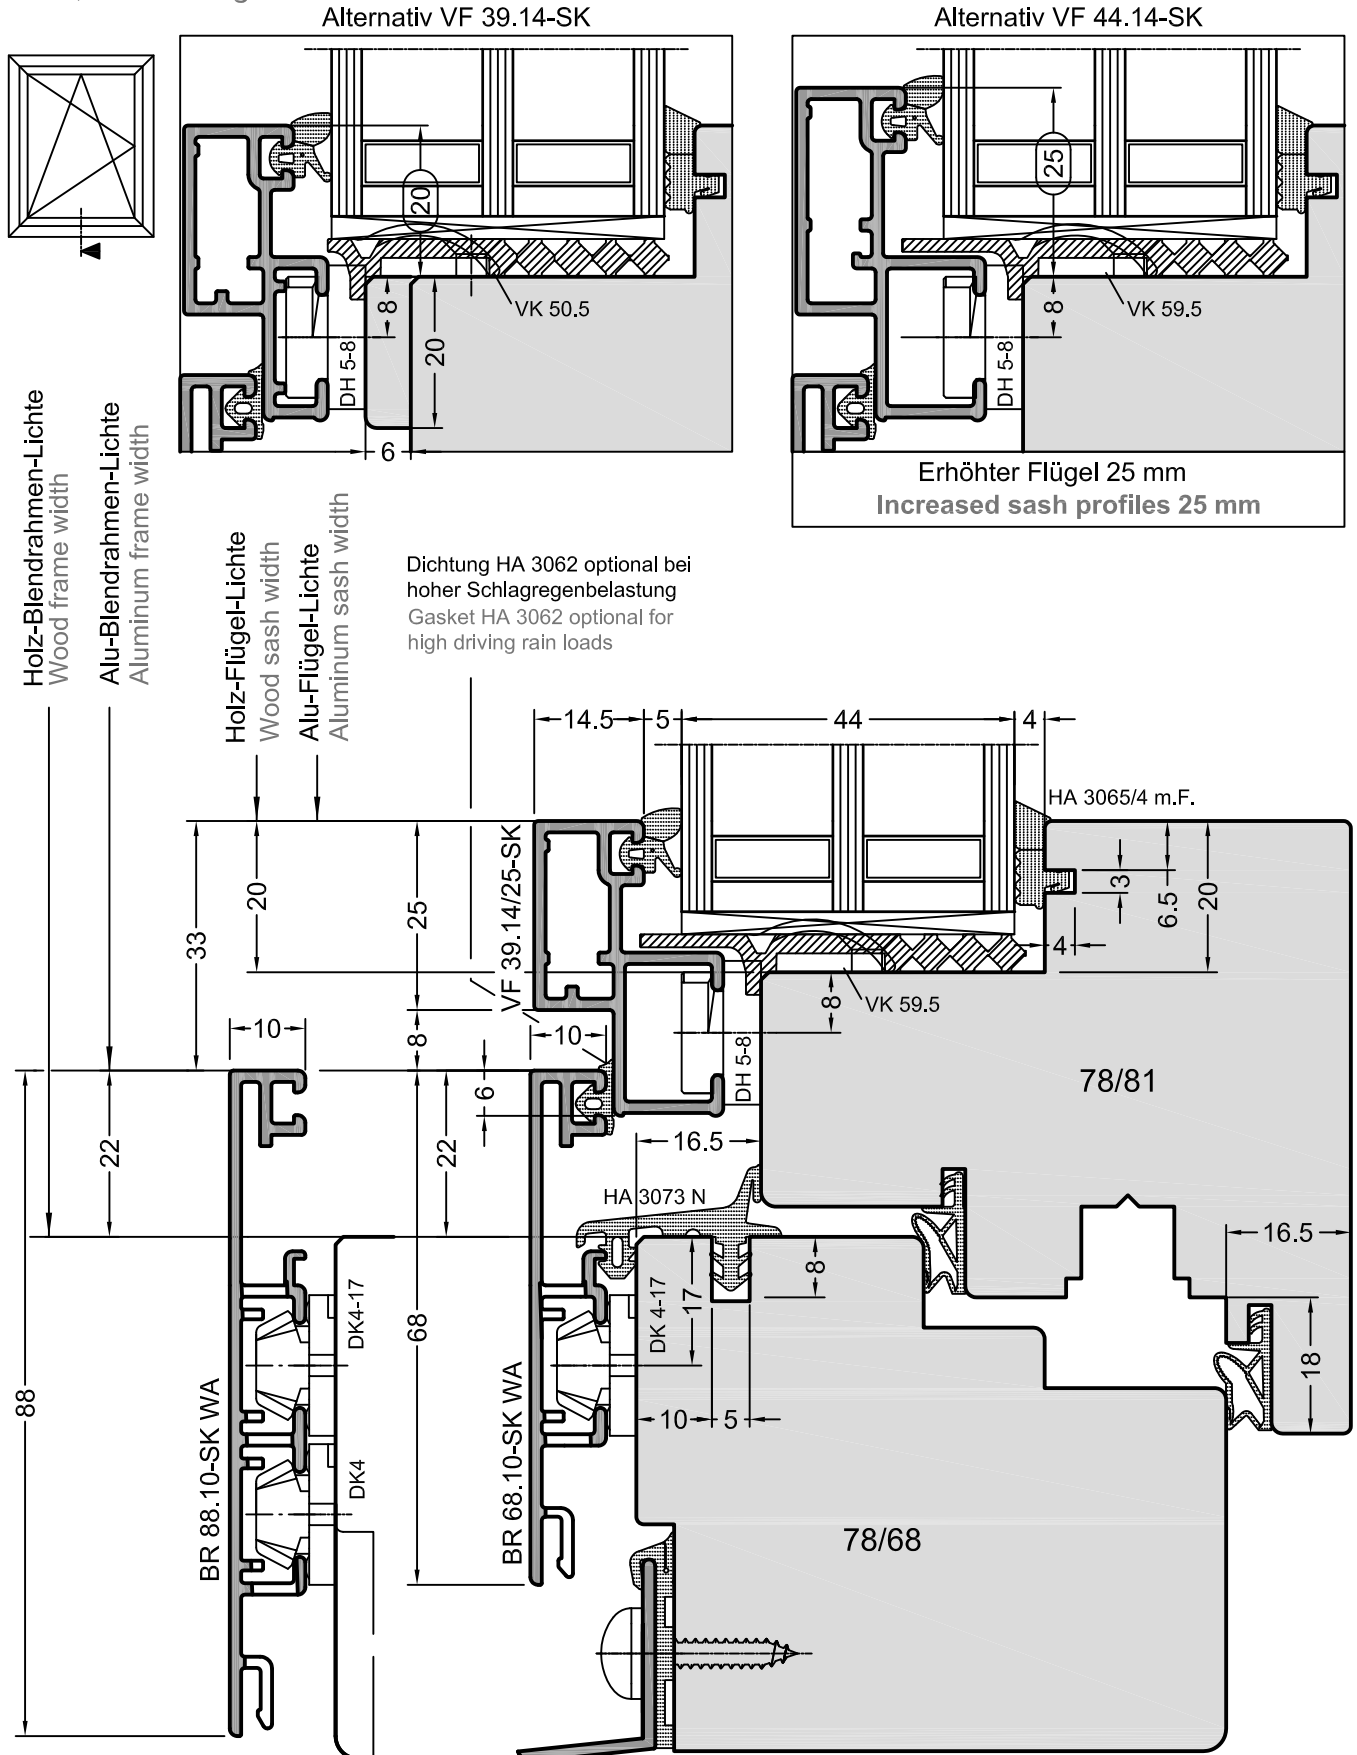 Alternativ VF 39.14-SK
Alternativ VF 44.14-SK
20
8
20
6
VK 50.5
DH 5-8
25
8
VK 59.5
DH 5-8
Erhöhter Flügel 25 mm
Increased sash profiles 25 mm
Holz-Blendrahmen-Lichte
Wood frame width
Alu-Blendrahmen-Lichte
Aluminum frame width
Holz-Flügel-Lichte
Wood sash width
Alu-Flügel-Lichte
Aluminum sash width
Dichtung HA 3062 optional bei
hoher Schlagregenbelastung
Gasket HA 3062 optional for
high driving rain loads
14.5
5
44
4
HA 3065/4 m.F.
33
20
25
VF 39.14/25-SK
3
6.5
20
4
8
VK 59.5
10
8
10
6
DH 5-8
78/81
22
22
16.5
HA 3073 N
16.5
8
17
DK4-17
DK 4-17
68
88
18
10
5
BR 88.10-SK WA
DK4
BR 68.10-SK WA
78/68